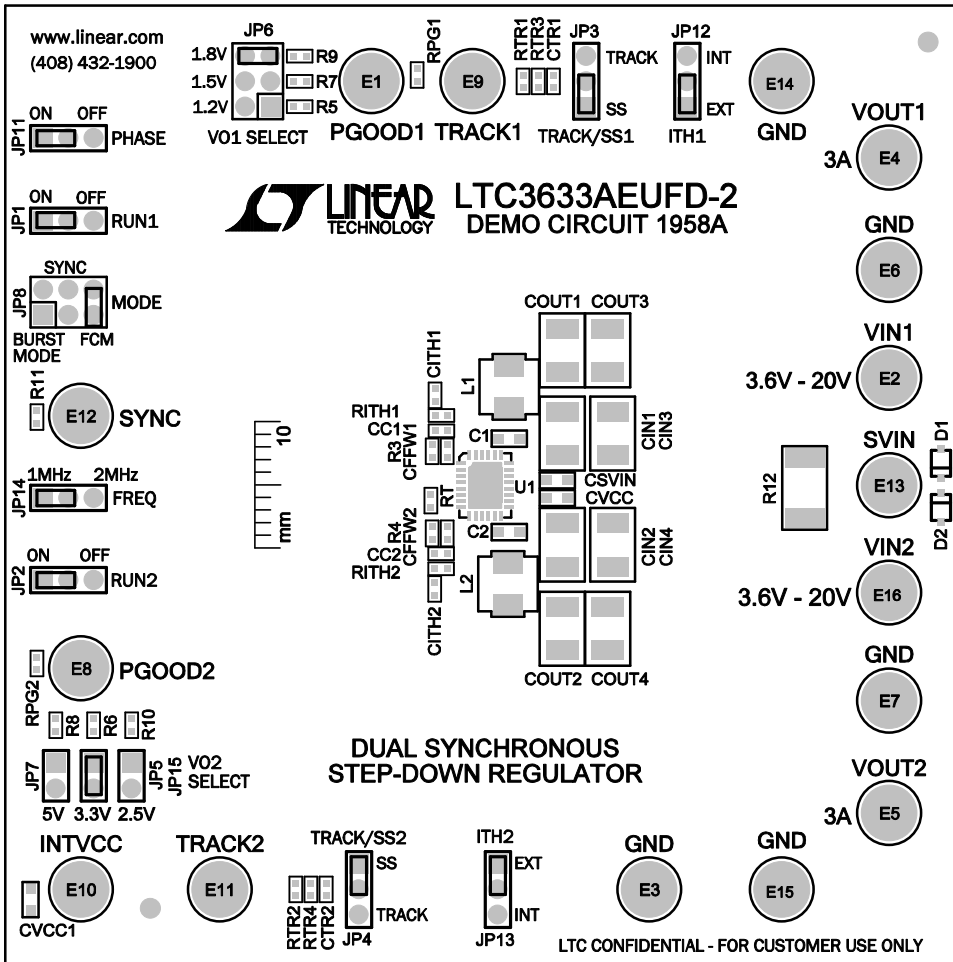 www.linear.com
(408) 432-1900
JP6
1.8V
R9
1.5V
R7
1.2V
R5
VO1 SELECT
E1
PGOOD1
RPG1
E9
TRACK1
RTR1
RTR3
CTR1
JP3
TRACK
SS
TRACK/SS1
JP12
INT
EXT
ITH1
E14
GND
VOUT1
3A
E4
JP11
ON OFF
PHASE
JP1
ON OFF
RUN1
LINEAR
TECHNOLOGY
LTC3633AEUFD-2
DEMO CIRCUIT 1958A
GND
E6
SYNC
JP8
MODE
BURST
MODE
FCM
COUT1 COUT3
VIN1
3.6V - 20V
E2
R11
E12
SYNC
CITH1
L1
RITH1
CC1
C1
R3
CFFW1
CIN1
CIN3
10
mm
JP14
1MHz 2MHz
FREQ
RT
U1
CSVIN
CVCC
R12
SVIN
E13
D1
D2
R4
CFFW2
C2
CC2
RITH2
CITH2
L2
CIN2
CIN4
COUT2 COUT4
JP2
ON OFF
RUN2
VIN2
3.6V - 20V
E16
RPG2
E8
PGOOD2
GND
E7
R8
R6
R10
JP7
JP5
JP15
VO2
SELECT
5V 3.3V 2.5V
DUAL SYNCHRONOUS
STEP-DOWN REGULATOR
VOUT2
3A
E5
INTVCC
E10
CVCC1
TRACK2
E11
TRACK/SS2
SS
TRACK
JP4
RTR2
RTR4
CTR2
ITH2
EXT
INT
JP13
GND
E3
GND
E15
LTC CONFIDENTIAL - FOR CUSTOMER USE ONLY